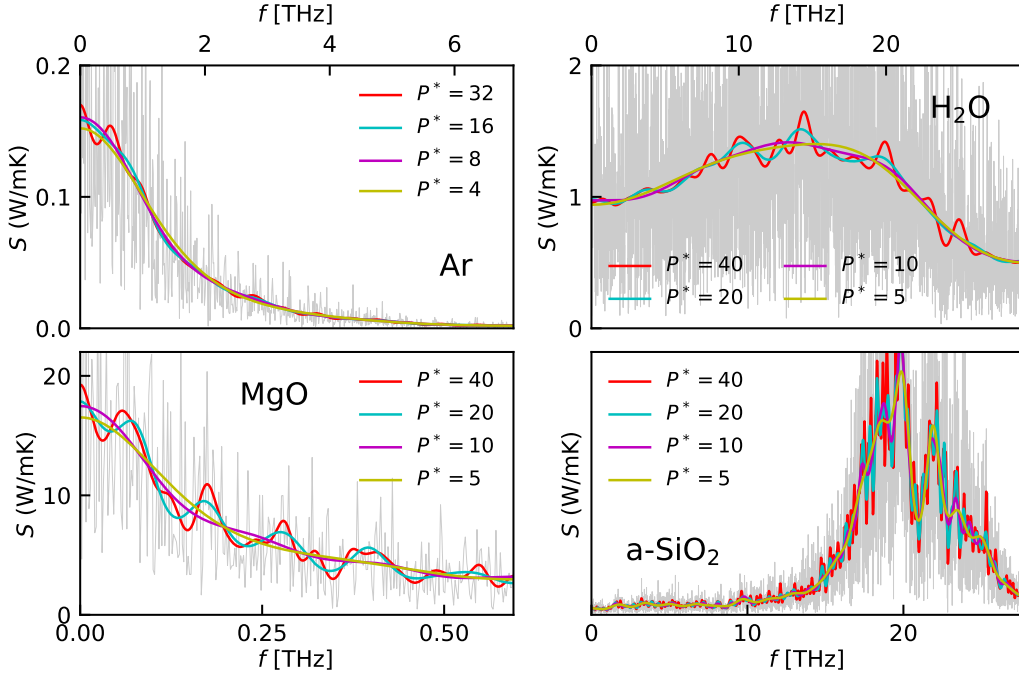 f [THz]
0 2 4 6
S (W/mK)
0.2
0.1
0.0
P* = 32
P* = 16
P* = 8
P* = 4
Ar
f [THz]
0 10 20
S (W/mK)
2
1
0
H₂O
P* = 40
P* = 20
P* = 10
P* = 5
S (W/mK)
20
10
0
MgO
P* = 40
P* = 20
P* = 10
P* = 5
0.00 0.25 0.50
f [THz]
S (W/mK)
P* = 40
P* = 20
P* = 10
P* = 5
a-SiO₂
0 10 20
f [THz]